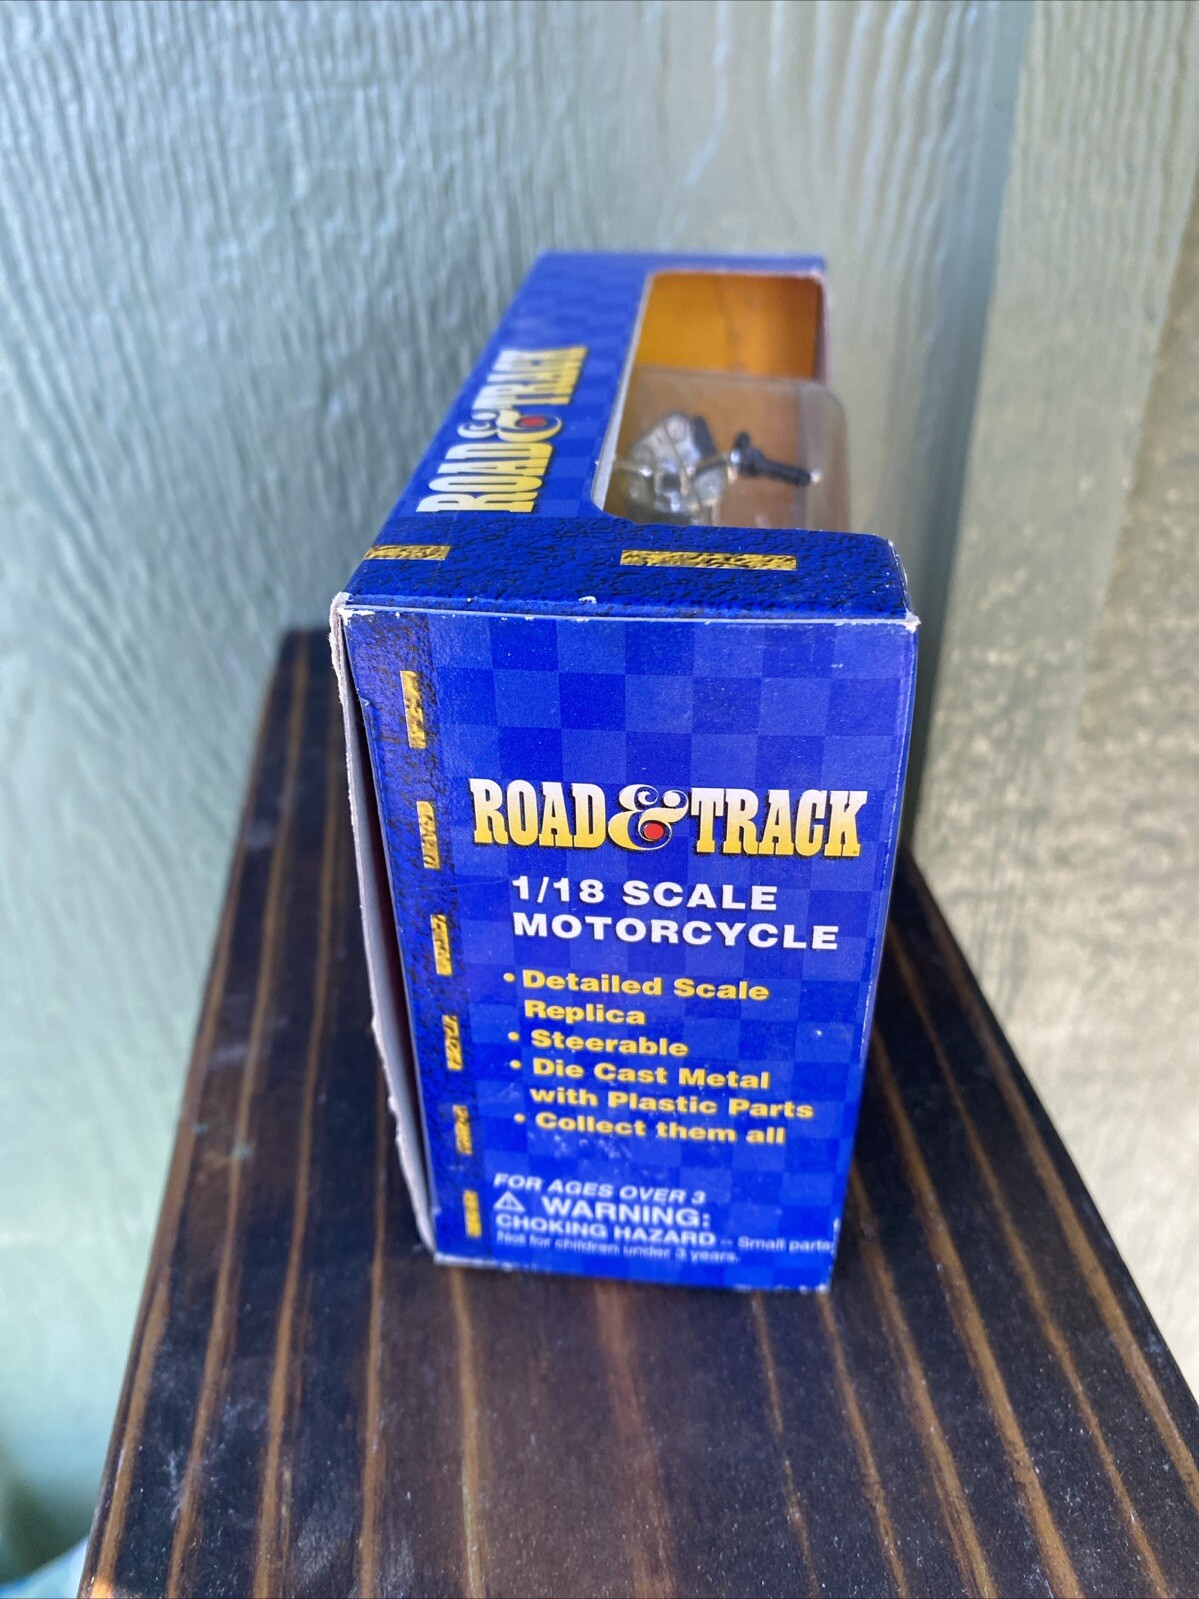 ROAD & TRACK
ROAD & TRACK
1/18 SCALE
MOTORCYCLE
• Detailed Scale
Replica
• Steerable
• Die Cast Metal
with Plastic Parts
• Collect them all
FOR AGES OVER 3
⚠ WARNING:
CHOKING HAZARD -- Small parts
Not for children under 3 years.